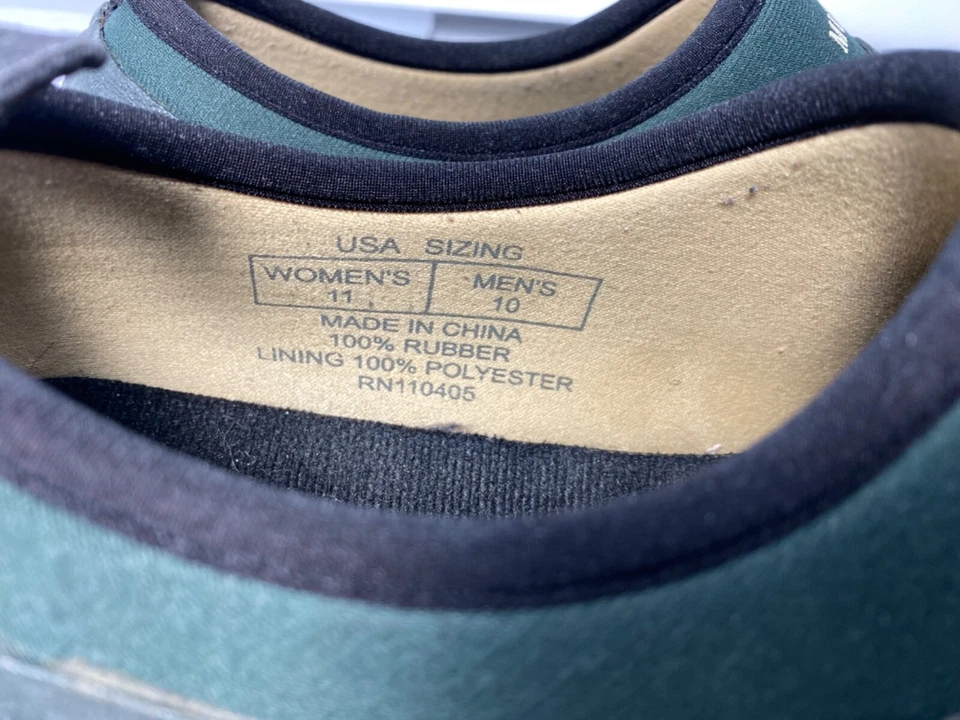 USA SIZING
WOMEN'S MEN'S
11 10
MADE IN CHINA
100% RUBBER
LINING 100% POLYESTER
RN110405